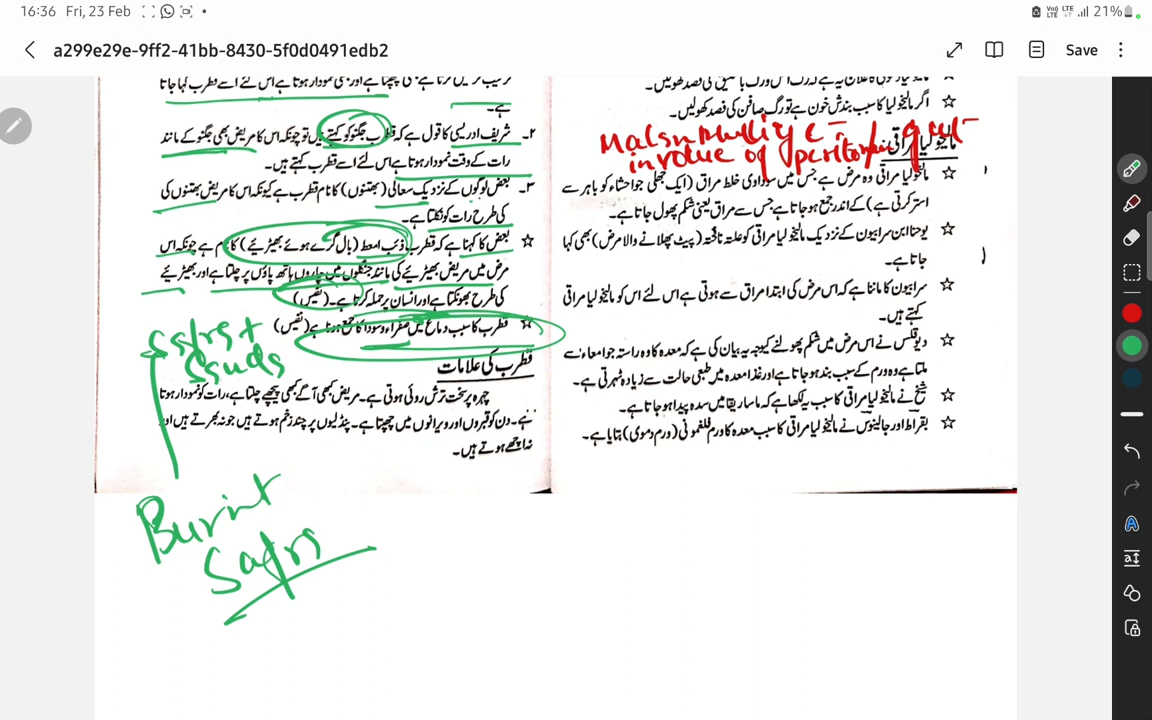 16:36 Fri, 23 Feb
21%
a299e29e-9ff2-41bb-8430-5f0d0491edb2
Save
اگر مالیخولیا کا سبب بندش خون ہے تو رگ صافن کی فصد کھولیں۔
in volve of peritonium
مالیخولیا مراقی
مالیخولیا مراقی وہ مرض ہے جس میں سوداوی خلط مراق (ایک جھلی جو احشاء کو باہر سے
استر کرتی ہے) کے اندر جمع ہو جاتا ہے جس سے مراق یعنی شکم پھول جاتا ہے۔
یوحنا ابن سرابیون کے نزدیک مالیخولیا مراقی کو علتہ نافخہ (پیٹ پھلانے والا مرض) بھی کہا
جاتا ہے۔
سرابیون کا ماننا ہے کہ اس مرض کی ابتدا مراق سے ہوتی ہے اس لئے اس کو مالیخولیا مراقی
کہتے ہیں۔
دیوقلس نے اس مرض میں شکم پھولنے کی وجہ یہ بیان کی ہے کہ معدہ کا وہ راستہ جو امعاء سے
ملتا ہے وہ ورم کے سبب بند ہو جاتا ہے اور غذا معدہ میں طبعی حالت سے زیادہ ٹہرتی ہے۔
شیخ نے مالیخولیا مراقی کا سبب یہ لکھا ہے کہ ماساریقا میں سدہ پیدا ہو جاتا ہے۔
بقراط اور جالینوس نے مالیخولیا مراقی کا سبب معدہ کا ورم فلغمونی (ورم دموی) بتایا ہے۔
ہے۔
۲۔ شریف ادریسی کا قول ہے کہ قطرب جگنو کو کہتے ہیں تو چونکہ اس کا مریض بھی جگنو کے مانند
رات کے وقت نمودار ہوتا ہے اس لئے اسے قطرب کہتے ہیں۔
۳۔ بعض لوگوں کے نزدیک سعالی (بھتنوں) کا نام قطرب ہے کیونکہ اس کا مریض بھتنوں کی
کی طرح رات کو نکلتا ہے۔
بعض کا کہنا ہے کہ قطرب ذئب امعط (بال گرے ہوئے بھیڑیئے) کا نام ہے چونکہ اس
مرض میں مریض بھیڑیئے کی مانند جنگلوں میں چاروں ہاتھ پاؤں پر چلتا ہے اور بھیڑیئے
کی طرح بھونکتا ہے اور انسان پر حملہ کرتا ہے۔ (نفیس)
قطرب کا سبب دماغ میں صفراء و سودا کا جمع ہونا ہے (نفیس)
قطرب کی علامات
چہرہ پر سخت ترش روئی ہوتی ہے۔ مریض کبھی آگے کبھی پیچھے چلتا ہے، رات کو نمودار ہوتا
ہے۔ دن کو قبروں اور ویرانوں میں چھپتا ہے۔ پنڈلیوں پر چند زخم ہوتے ہیں جو نہ بھرتے ہیں اور
نہ اچھے ہوتے ہیں۔
Safra +
Sauda
Burint
Safra